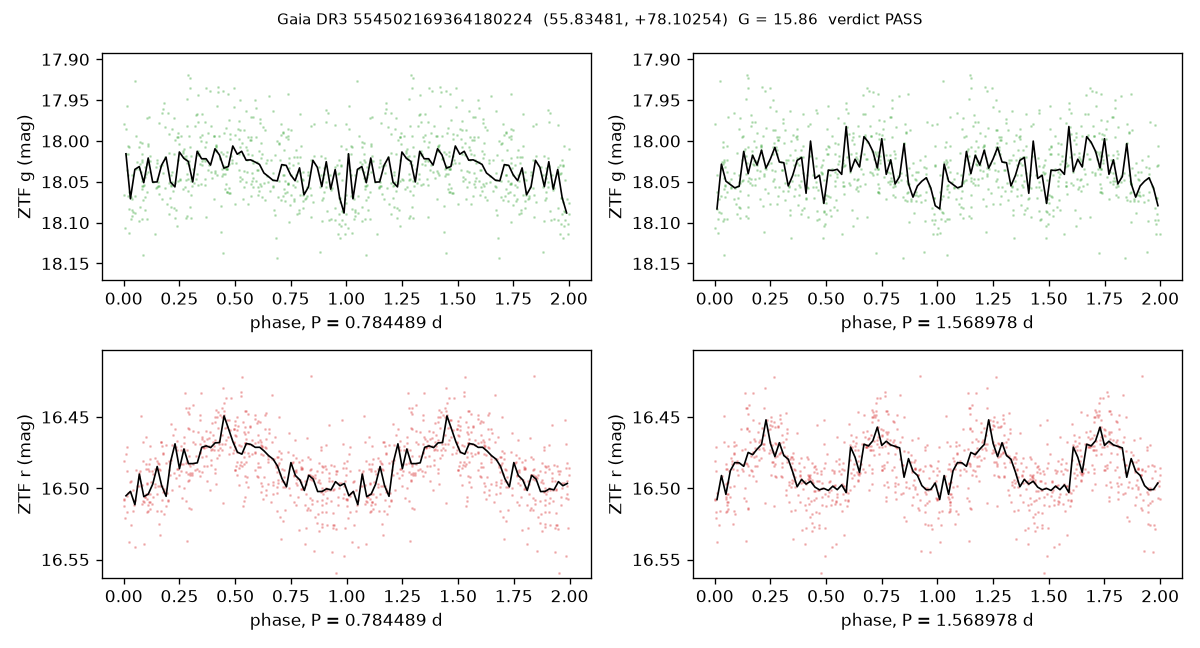 Gaia DR3 554502169364180224 (55.83481, +78.10254) G = 15.86 verdict PASS
ZTF g (mag)
17.90
17.95
18.00
18.05
18.10
18.15
0.00 0.25 0.50 0.75 1.00 1.25 1.50 1.75 2.00
phase, P = 0.784489 d
ZTF g (mag)
17.90
17.95
18.00
18.05
18.10
18.15
0.00 0.25 0.50 0.75 1.00 1.25 1.50 1.75 2.00
phase, P = 1.568978 d
ZTF r (mag)
16.45
16.50
16.55
0.00 0.25 0.50 0.75 1.00 1.25 1.50 1.75 2.00
phase, P = 0.784489 d
ZTF r (mag)
16.45
16.50
16.55
0.00 0.25 0.50 0.75 1.00 1.25 1.50 1.75 2.00
phase, P = 1.568978 d